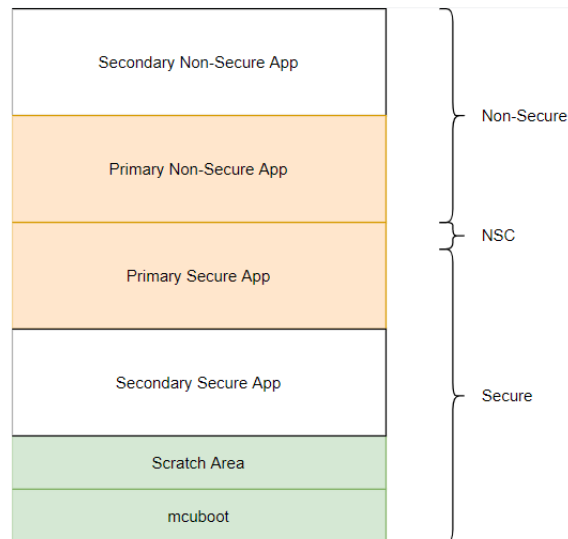 Secondary Non-Secure App
Non-Secure
Primary Non-Secure App
NSC
Primary Secure App
Secondary Secure App
Secure
Scratch Area
mcuboot